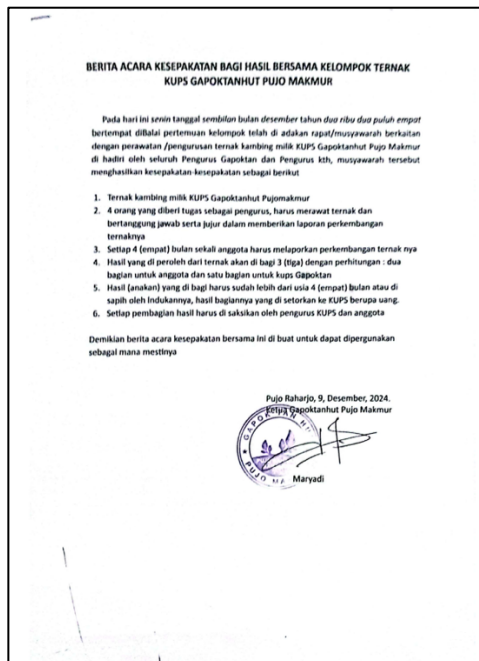 BERITA ACARA KESEPAKATAN BAGI HASIL BERSAMA KELOMPOK TERNAK
KUPS GAPOKTANHUT PUJO MAKMUR
Pada hari ini senin tanggal sembilan bulan desember tahun dua ribu dua puluh empat
bertempat diBalai pertemuan kelompok telah di adakan rapat/musyawarah berkaitan
dengan perawatan /pengurusan ternak kambing milik KUPS Gapoktanhut Pujo Makmur
di hadiri oleh seluruh Pengurus Gapoktan dan Pengurus kth, musyawarah tersebut
menghasilkan kesepakatan-kesepakatan sebagai berikut
1. Ternak kambing milik KUPS Gapoktanhut Pujomakmur
2. 4 orang yang diberi tugas sebagai pengurus, harus merawat ternak dan
bertanggung jawab serta jujur dalam memberikan laporan perkembangan
ternaknya
3. Setiap 4 (empat) bulan sekali anggota harus melaporkan perkembangan ternak nya
4. Hasil yang di peroleh dari ternak akan di bagi 3 (tiga) dengan perhitungan : dua
bagian untuk anggota dan satu bagian untuk kups Gapoktan
5. Hasil (anakan) yang di bagi harus sudah lebih dari usia 4 (empat) bulan atau di
sapih oleh Indukannya, hasil bagiannya yang di setorkan ke KUPS berupa uang.
6. Setiap pembagian hasil harus di saksikan oleh pengurus KUPS dan anggota
Demikian berita acara kesepakatan bersama ini di buat untuk dapat dipergunakan
sebagai mana mestinya
Pujo Raharjo, 9, Desember, 2024.
Ketua Gapoktanhut Pujo Makmur
GAPOKTAN HU
PUJO MA
Maryadi